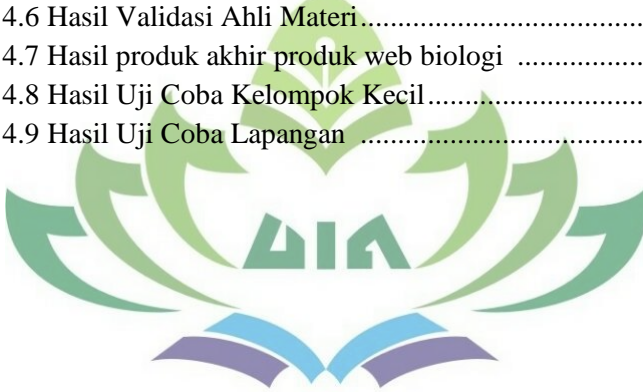 4.6 Hasil Validasi Ahli Materi....................................
4.7 Hasil produk akhir produk web biologi .................
4.8 Hasil Uji Coba Kelompok Kecil............................
4.9 Hasil Uji Coba Lapangan .....................................
UIN